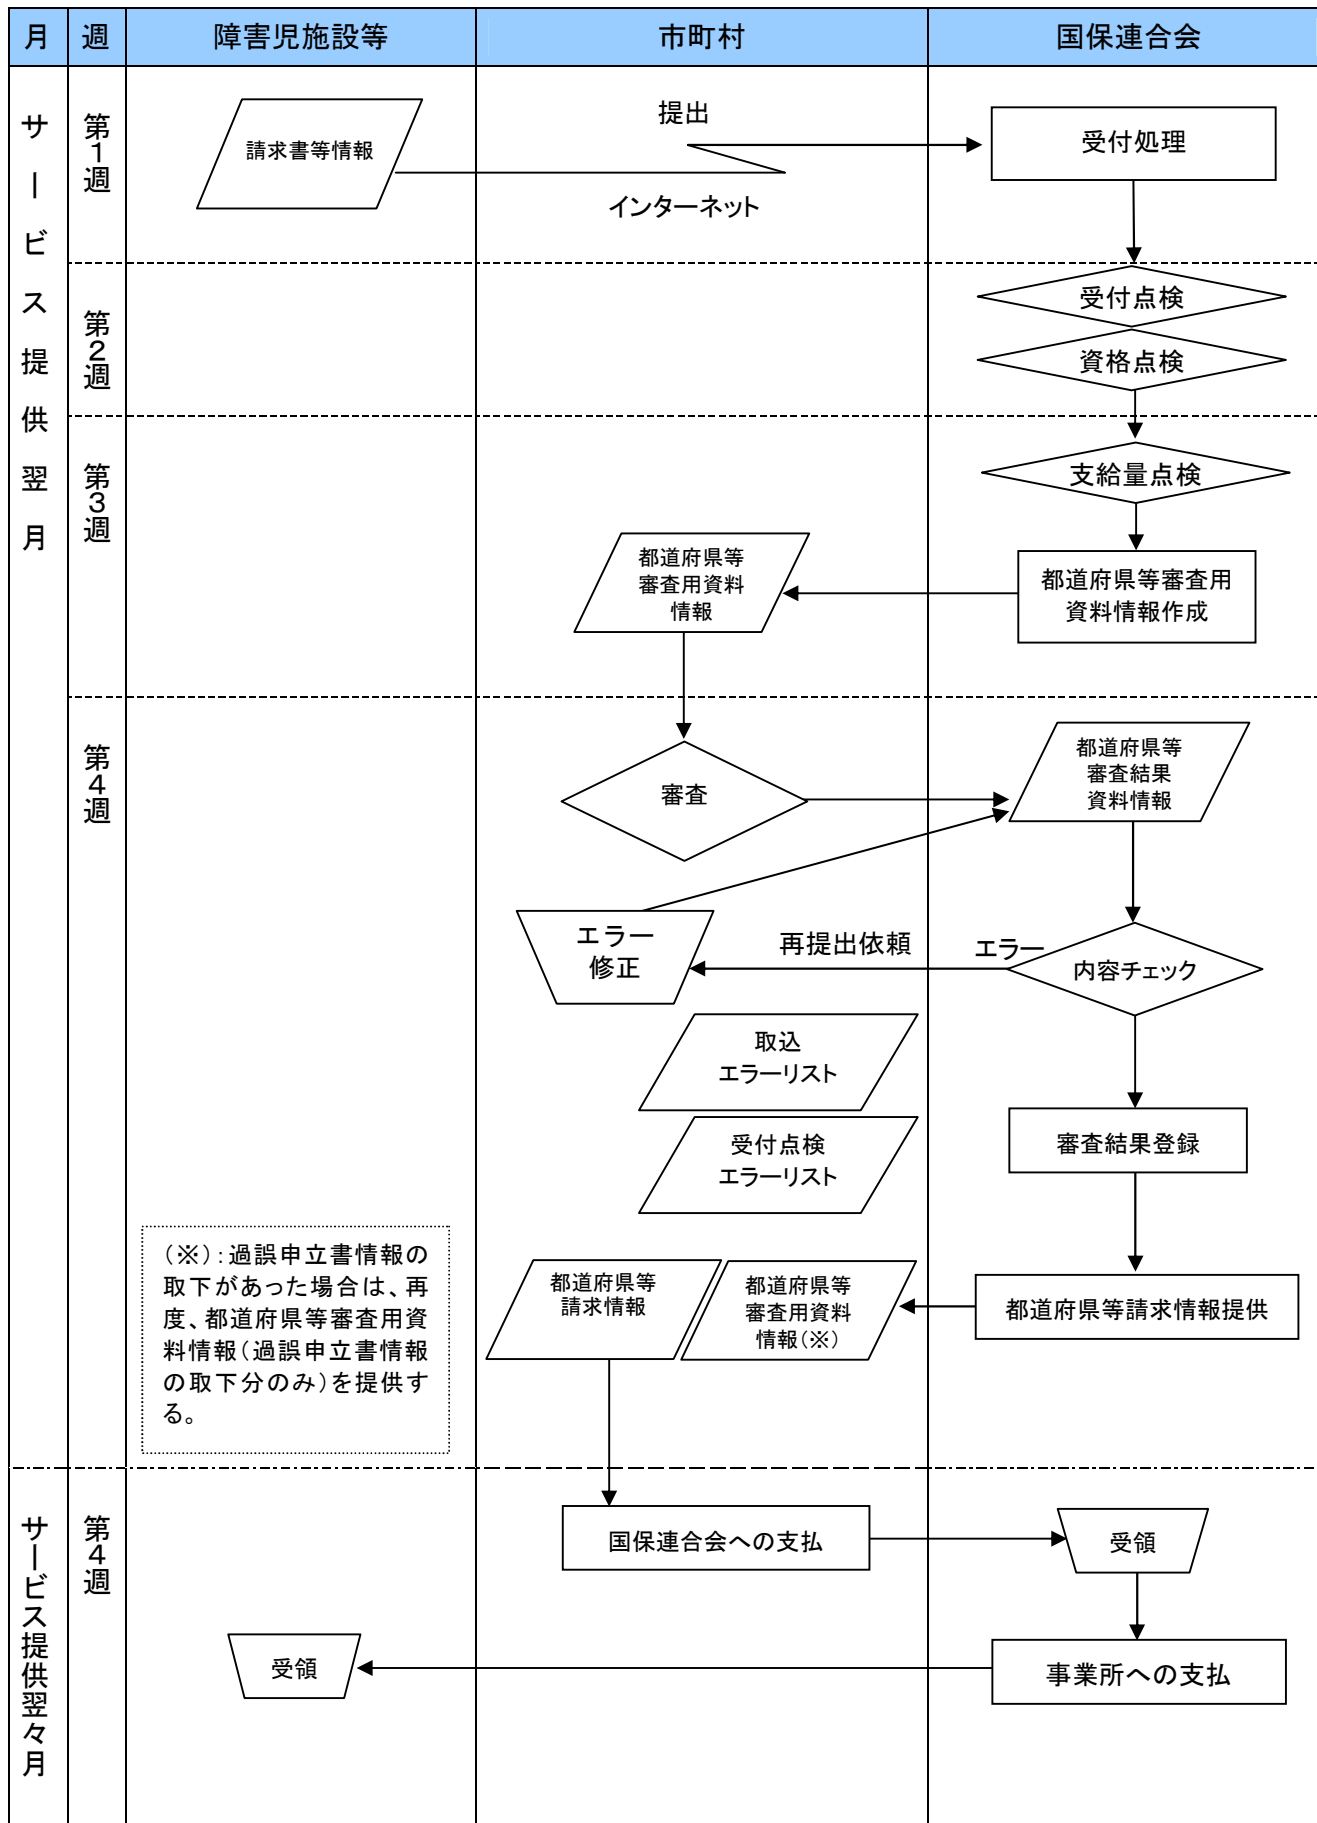 月
週
障害児施設等
市町村
国保連合会
サービス提供翌月
第1週
請求書等情報
提出
インターネット
受付処理
第2週
受付点検
資格点検
第3週
支給量点検
都道府県等
審査用資料
情報
都道府県等審査用
資料情報作成
第4週
審査
都道府県等
審査結果
資料情報
エラー
修正
再提出依頼
エラー
内容チェック
取込
エラーリスト
受付点検
エラーリスト
審査結果登録
（※）：過誤申立書情報の
取下があった場合は、再
度、都道府県等審査用資
料情報（過誤申立書情報
の取下分のみ）を提供す
る。
都道府県等
請求情報
都道府県等
審査用資料
情報（※）
都道府県等請求情報提供
サービス提供翌々月
第4週
国保連合会への支払
受領
受領
事業所への支払